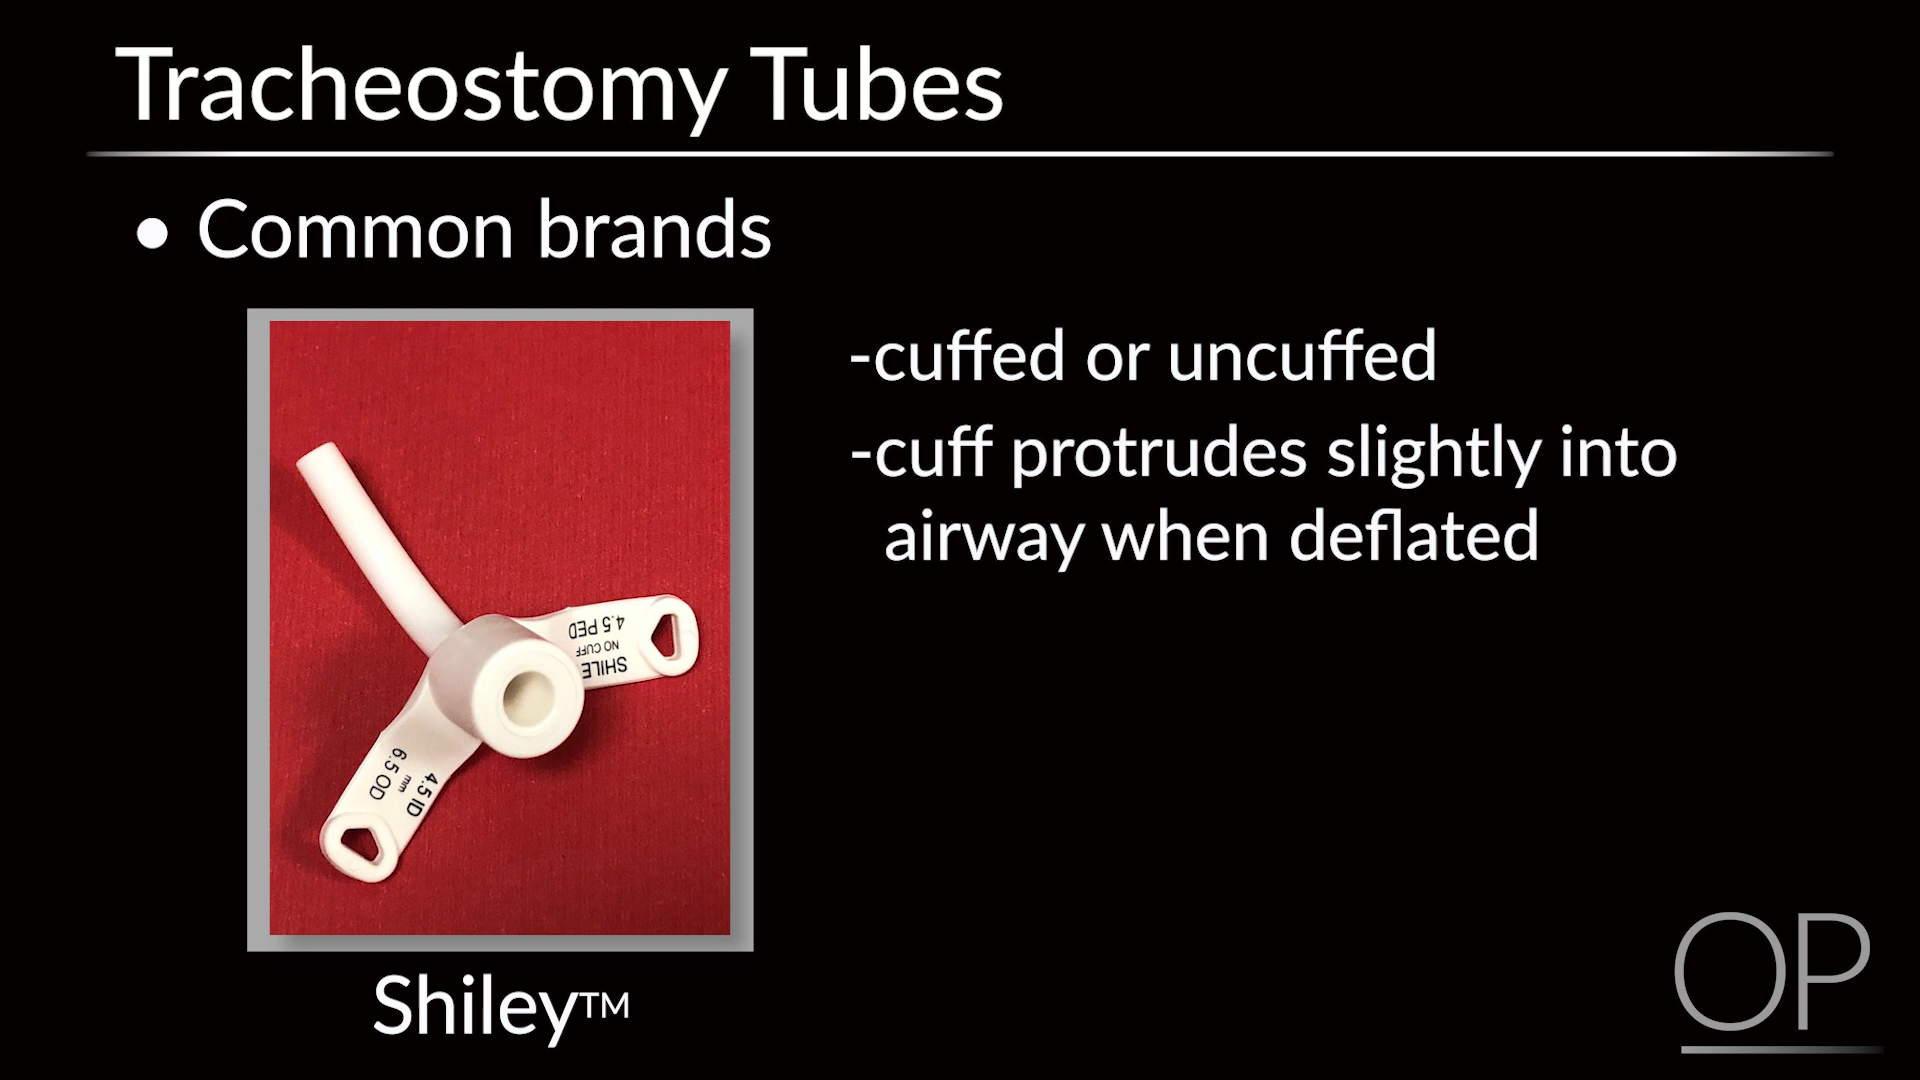 Tracheostomy Tubes
• Common brands
-cuffed or uncuffed
-cuff protrudes slightly into
airway when deflated
4.5 PED
NO CUFF
SHILE
6.5 OD
mm
4.5 ID
Shiley™
OP